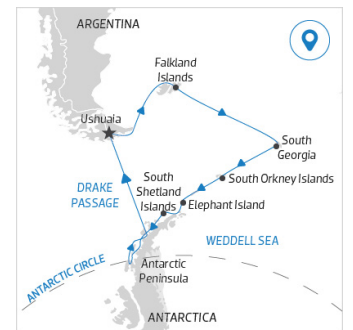 ARGENTINA
Falkland
Islands
Ushuaia
South
Georgia
South
Shetland
Islands
South Orkney Islands
DRAKE
PASSAGE
Elephant Island
WEDDELL SEA
ANTARCTIC CIRCLE
Antarctic
Peninsula
ANTARCTICA